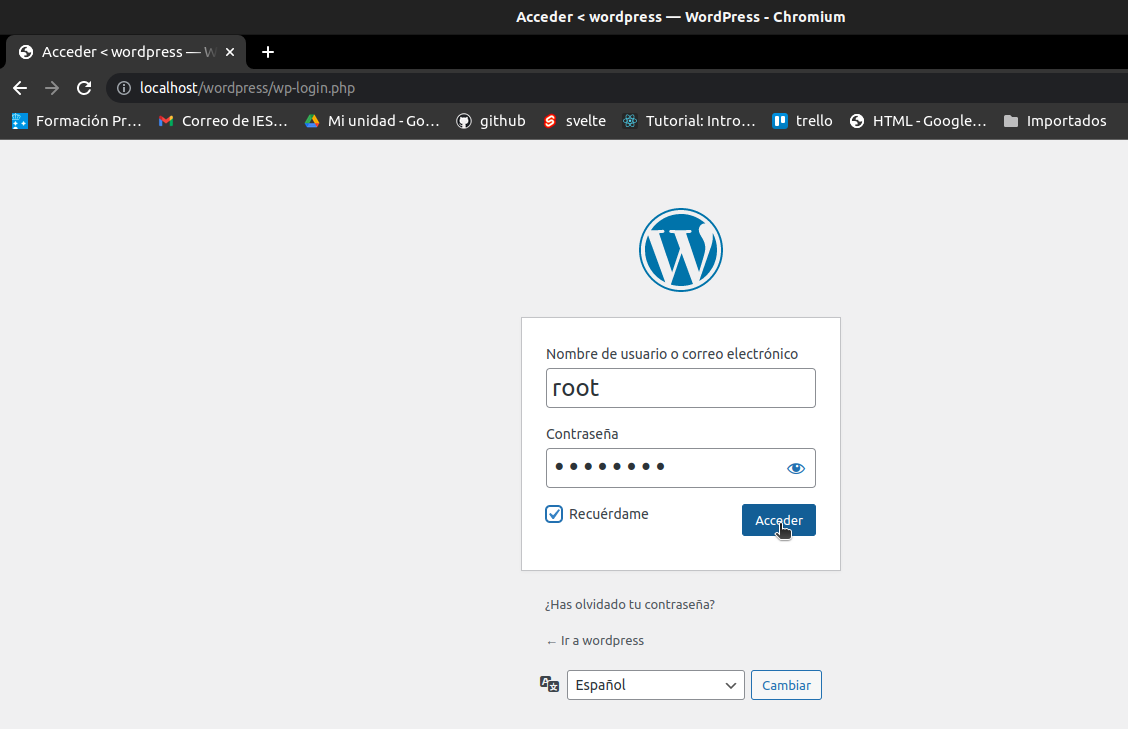 Acceder < wordpress — WordPress - Chromium
Acceder < wordpress — W
localhost/wordpress/wp-login.php
Formación Pr… Correo de IES… Mi unidad - Go… github svelte Tutorial: Intro… trello HTML - Google… Importados
Nombre de usuario o correo electrónico
root
Contraseña
••••••••
Recuérdame Acceder
¿Has olvidado tu contraseña?
← Ir a wordpress
Español Cambiar